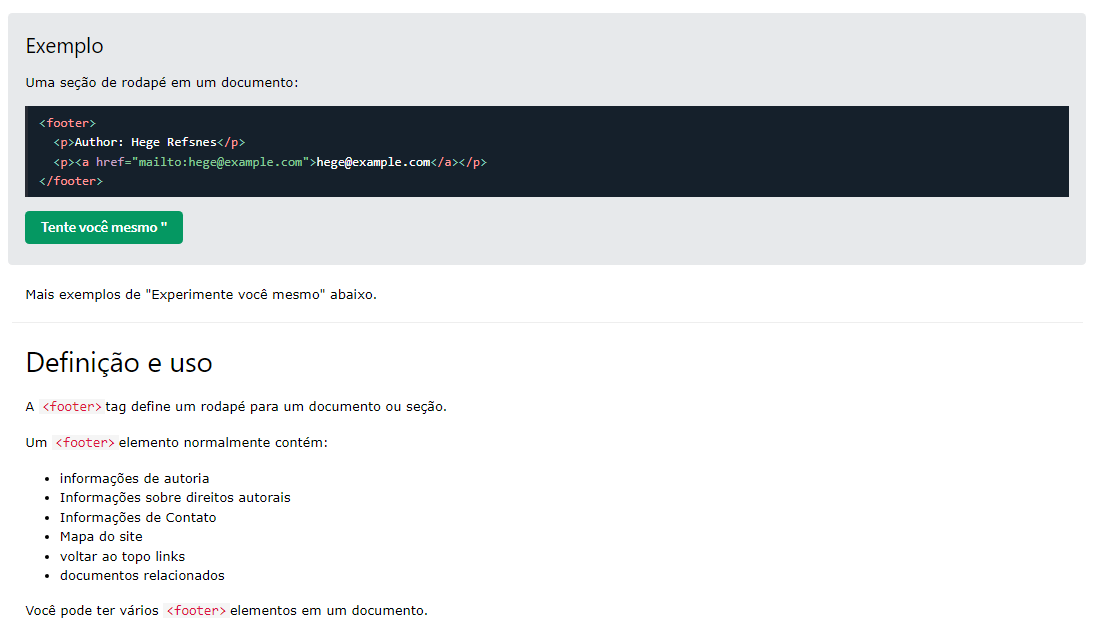 Exemplo
Uma seção de rodapé em um documento:
<footer>
  <p>Author: Hege Refsnes</p>
  <p><a href="mailto:hege@example.com">hege@example.com</a></p>
</footer>
Tente você mesmo "
Mais exemplos de "Experimente você mesmo" abaixo.
Definição e uso
A <footer> tag define um rodapé para um documento ou seção.
Um <footer> elemento normalmente contém:
• informações de autoria
• Informações sobre direitos autorais
• Informações de Contato
• Mapa do site
• voltar ao topo links
• documentos relacionados
Você pode ter vários <footer> elementos em um documento.